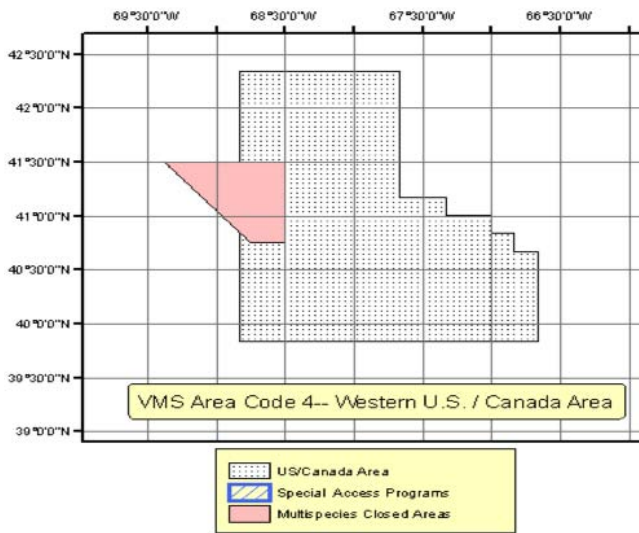 69°30'0"W 68°30'0"W 67°30'0"W 66°30'0"W
42°30'0"N
42°0'0"N
41°30'0"N
41°0'0"N
40°30'0"N
40°0'0"N
39°30'0"N
39°0'0"N
VMS Area Code 4-- Western U.S. / Canada Area
US/Canada Area
Special Access Programs
Multispecies Closed Areas